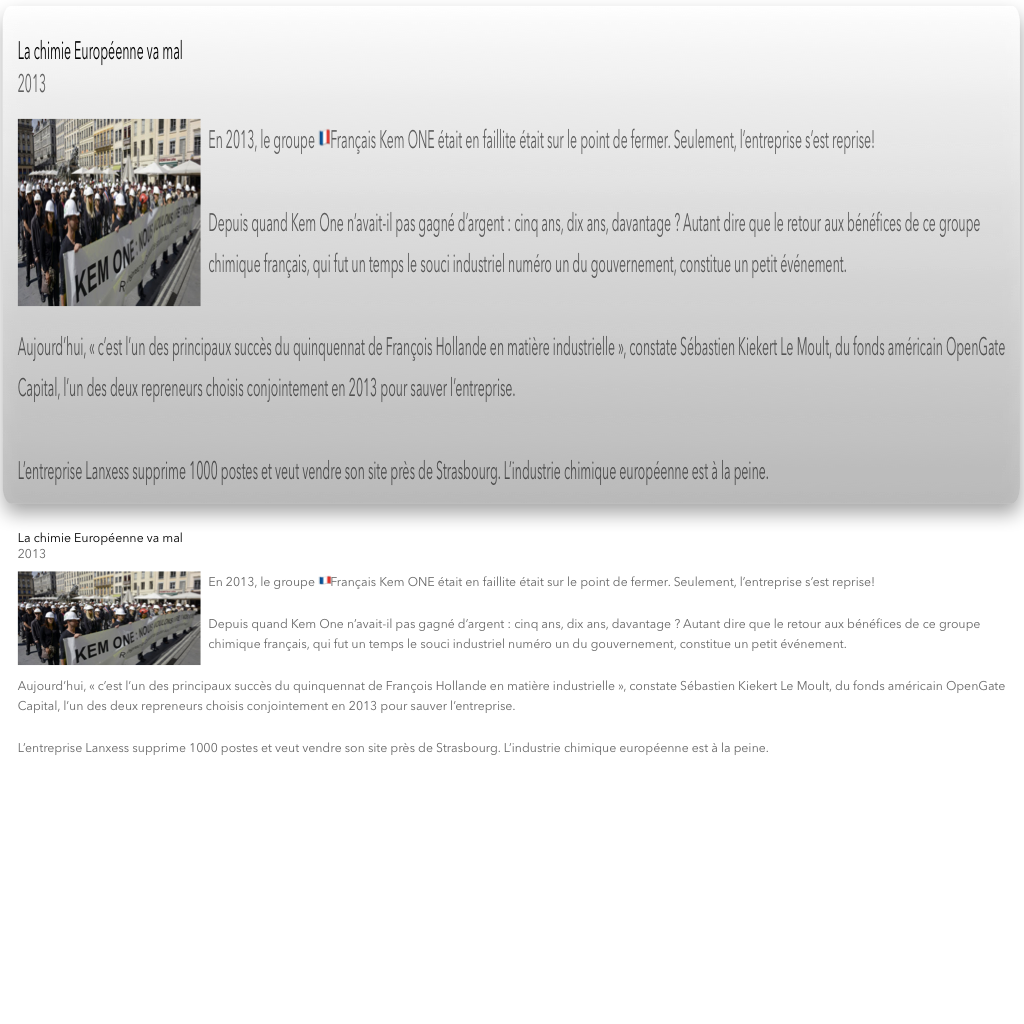 La chimie Européenne va mal
2013
En 2013, le groupe 🇫🇷Français Kem ONE était en faillite était sur le point de fermer. Seulement, l’entreprise s’est reprise!
Depuis quand Kem One n’avait-il pas gagné d’argent : cinq ans, dix ans, davantage ? Autant dire que le retour aux bénéfices de ce groupe
chimique français, qui fut un temps le souci industriel numéro un du gouvernement, constitue un petit événement.
KEM ONE : NOUS VOULONS
Aujourd’hui, « c’est l’un des principaux succès du quinquennat de François Hollande en matière industrielle », constate Sébastien Kiekert Le Moult, du fonds américain OpenGate
Capital, l’un des deux repreneurs choisis conjointement en 2013 pour sauver l’entreprise.
L’entreprise Lanxess supprime 1000 postes et veut vendre son site près de Strasbourg. L’industrie chimique européenne est à la peine.
La chimie Européenne va mal
2013
En 2013, le groupe 🇫🇷Français Kem ONE était en faillite était sur le point de fermer. Seulement, l’entreprise s’est reprise!
Depuis quand Kem One n’avait-il pas gagné d’argent : cinq ans, dix ans, davantage ? Autant dire que le retour aux bénéfices de ce groupe
chimique français, qui fut un temps le souci industriel numéro un du gouvernement, constitue un petit événement.
KEM ONE : NOUS VOULONS
Aujourd’hui, « c’est l’un des principaux succès du quinquennat de François Hollande en matière industrielle », constate Sébastien Kiekert Le Moult, du fonds américain OpenGate
Capital, l’un des deux repreneurs choisis conjointement en 2013 pour sauver l’entreprise.
L’entreprise Lanxess supprime 1000 postes et veut vendre son site près de Strasbourg. L’industrie chimique européenne est à la peine.